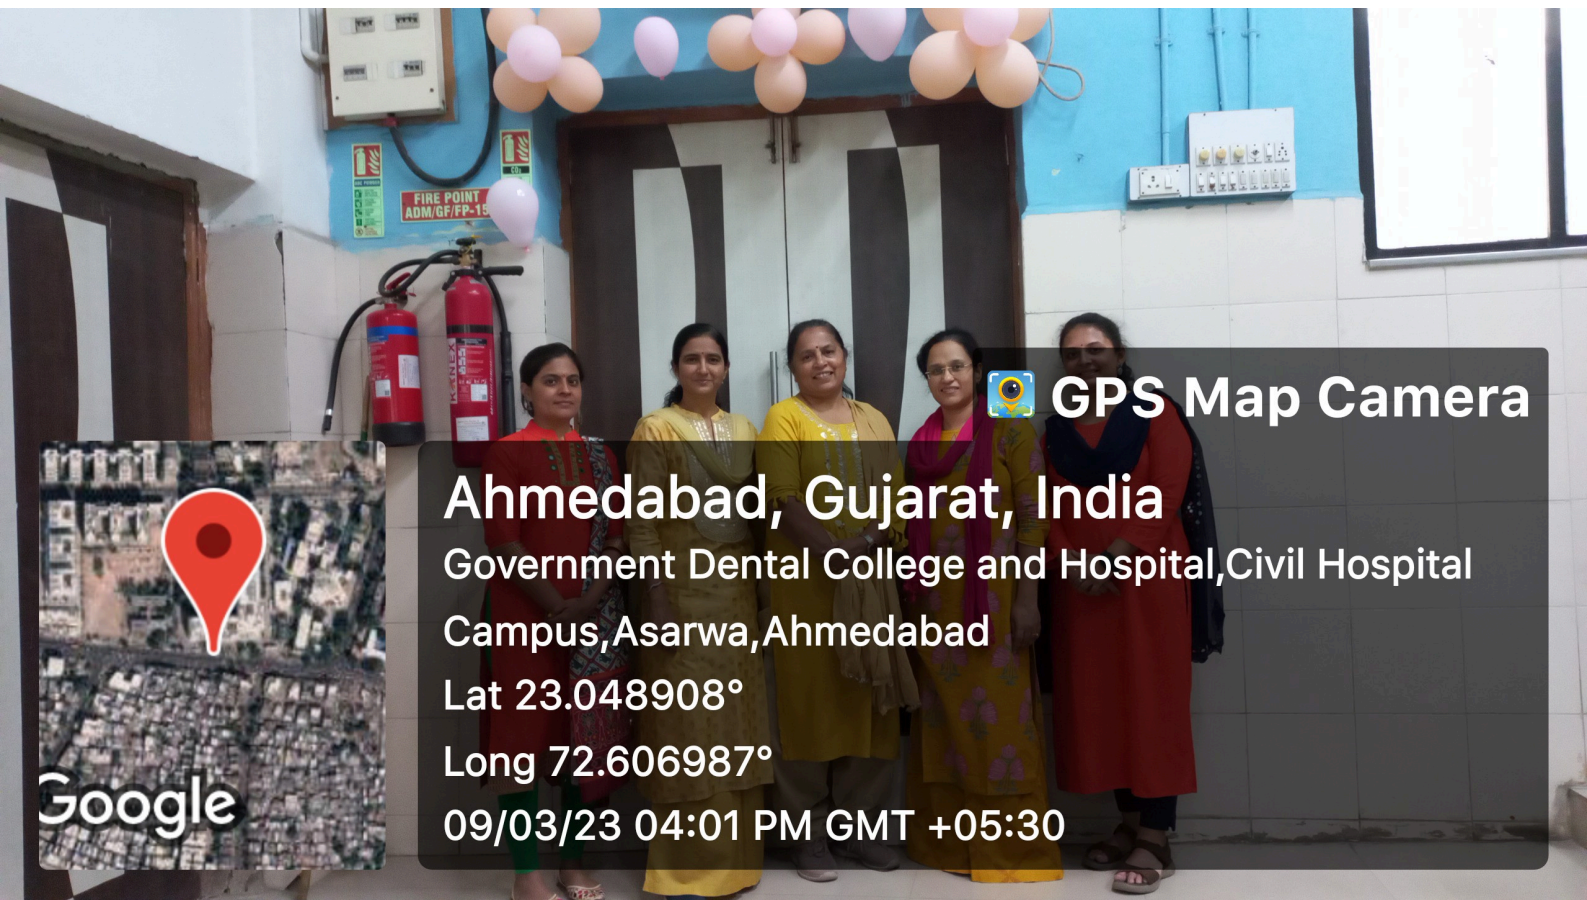 FIRE POINT
ADM/GF/FP-15
CO₂
KANEX
GPS Map Camera
Ahmedabad, Gujarat, India
Government Dental College and Hospital,Civil Hospital
Campus,Asarwa,Ahmedabad
Lat 23.048908°
Long 72.606987°
09/03/23 04:01 PM GMT +05:30
Google